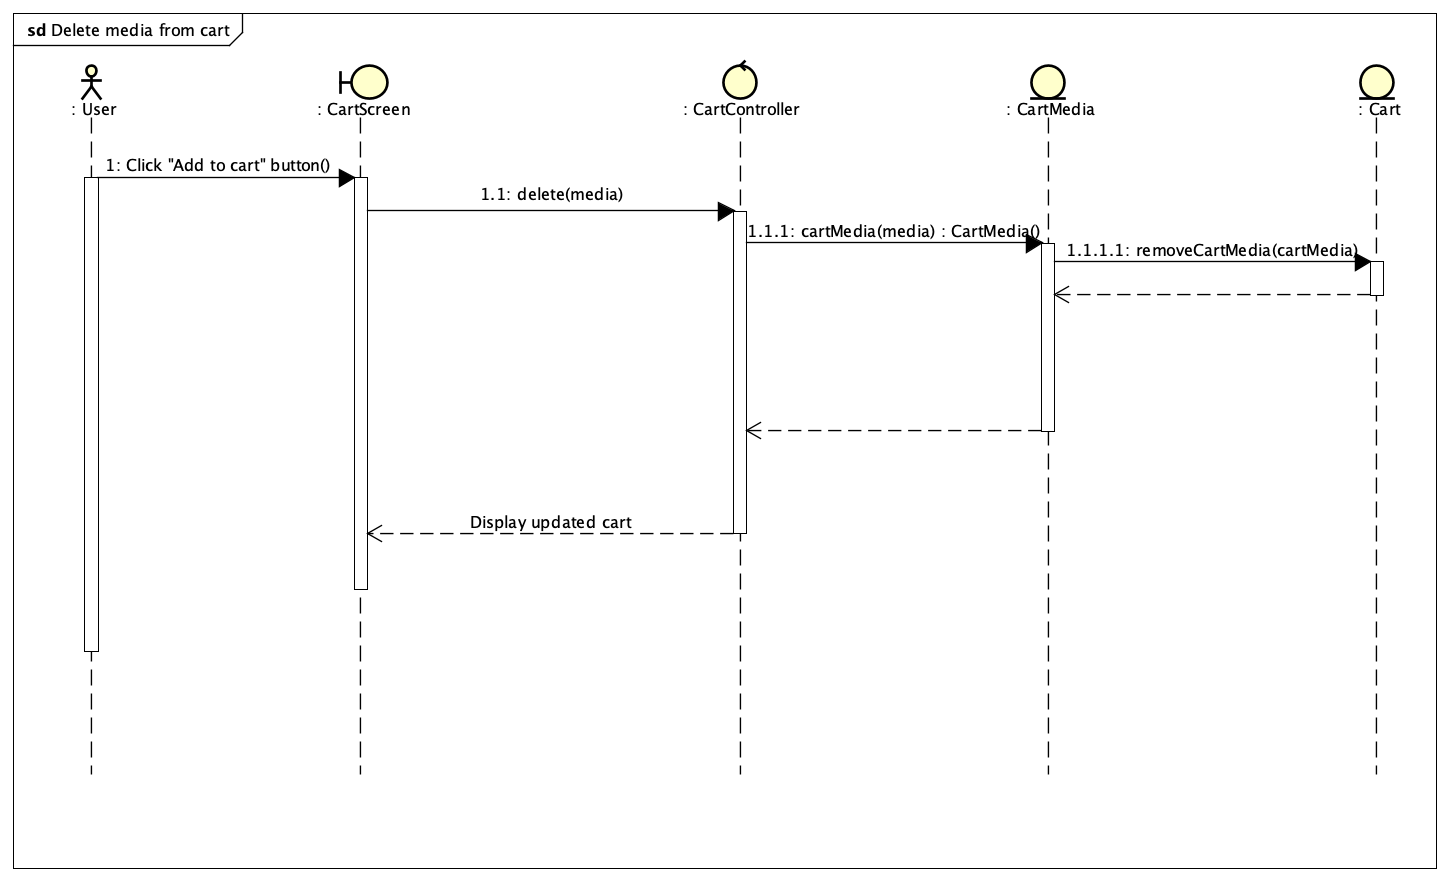 sd Delete media from cart
: User
: CartScreen
: CartController
: CartMedia
: Cart
1: Click "Add to cart" button()
1.1: delete(media)
1.1.1: cartMedia(media) : CartMedia()
1.1.1.1: removeCartMedia(cartMedia)
Display updated cart